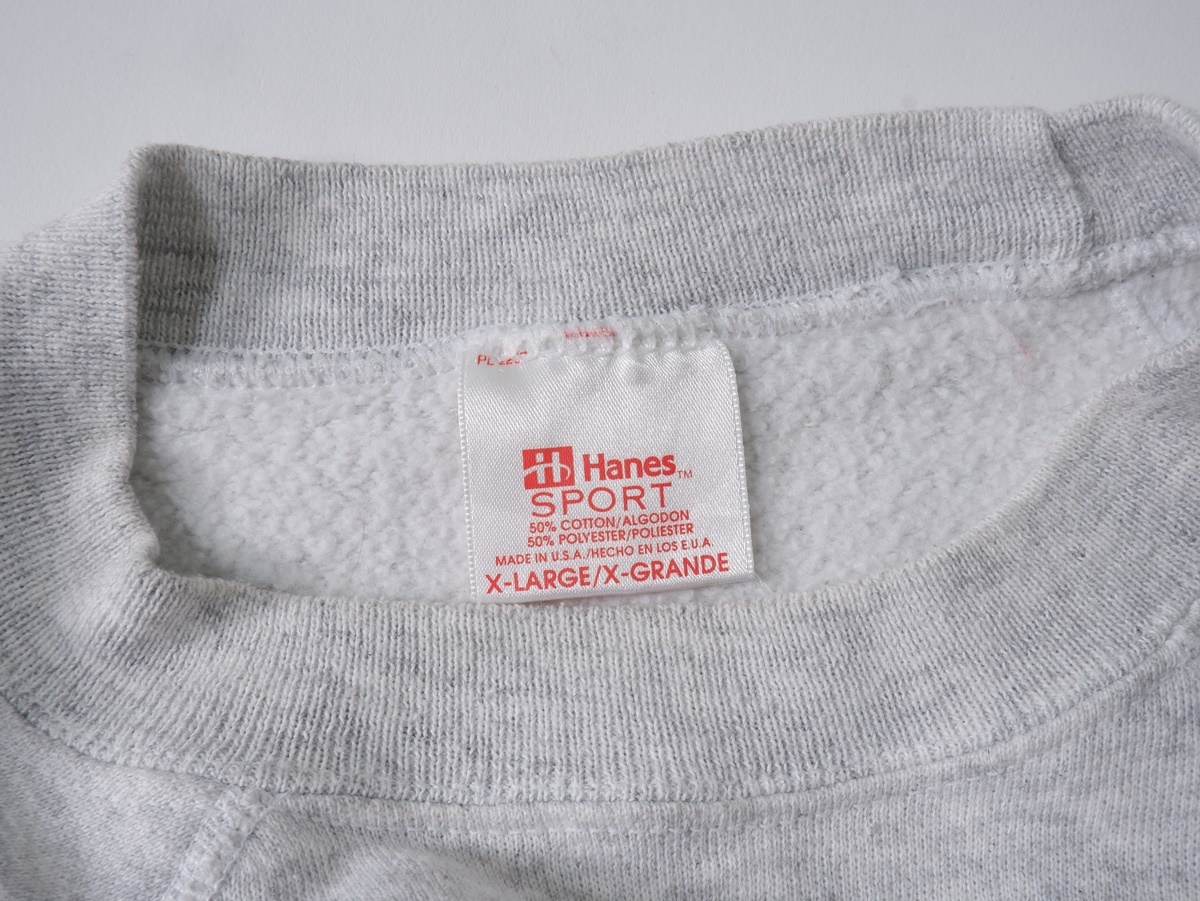 Hanes™
SPORT
50% COTTON/ALGODON
50% POLYESTER/POLIESTER
MADE IN U.S.A./HECHO EN LOS E.U.A.
X-LARGE/X-GRANDE